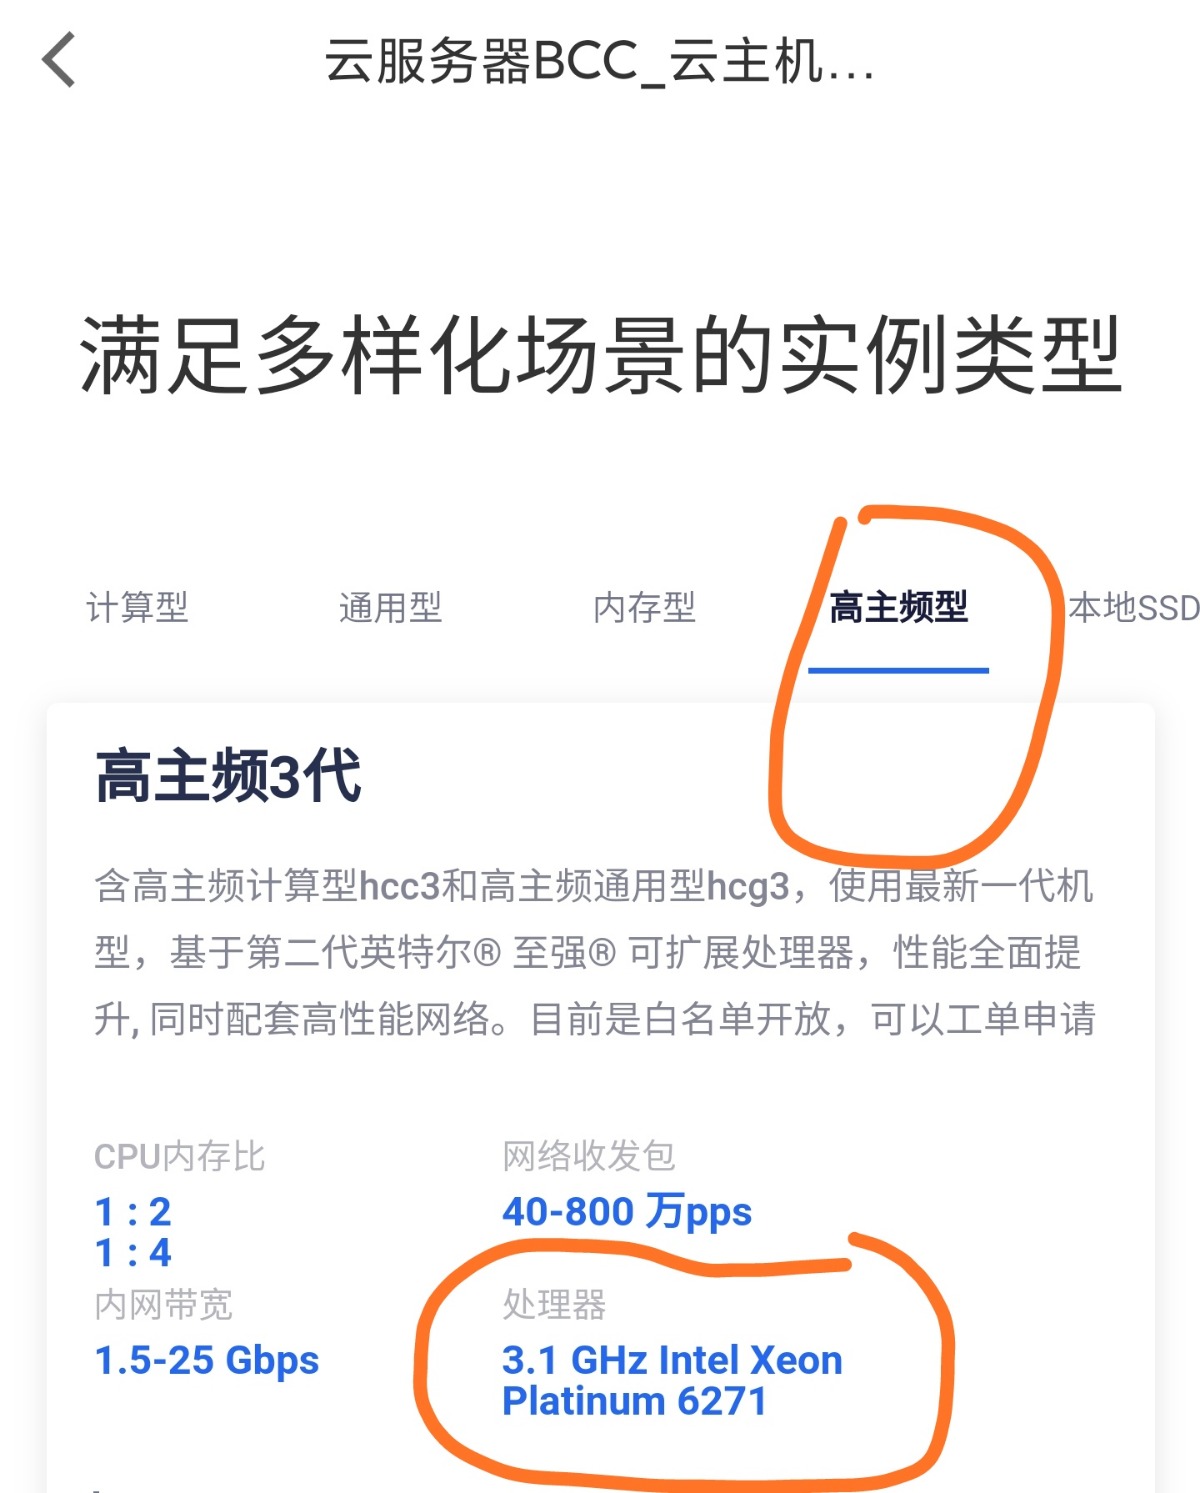 云服务器BCC_云主机...
满足多样化场景的实例类型
计算型 通用型 内存型 高主频型 本地SSD
高主频3代
含高主频计算型hcc3和高主频通用型hcg3，使用最新一代机
型，基于第二代英特尔® 至强® 可扩展处理器，性能全面提
升, 同时配套高性能网络。目前是白名单开放，可以工单申请
CPU内存比 网络收发包
1 : 2 40-800 万pps
1 : 4
内网带宽 处理器
1.5-25 Gbps 3.1 GHz Intel Xeon
Platinum 6271